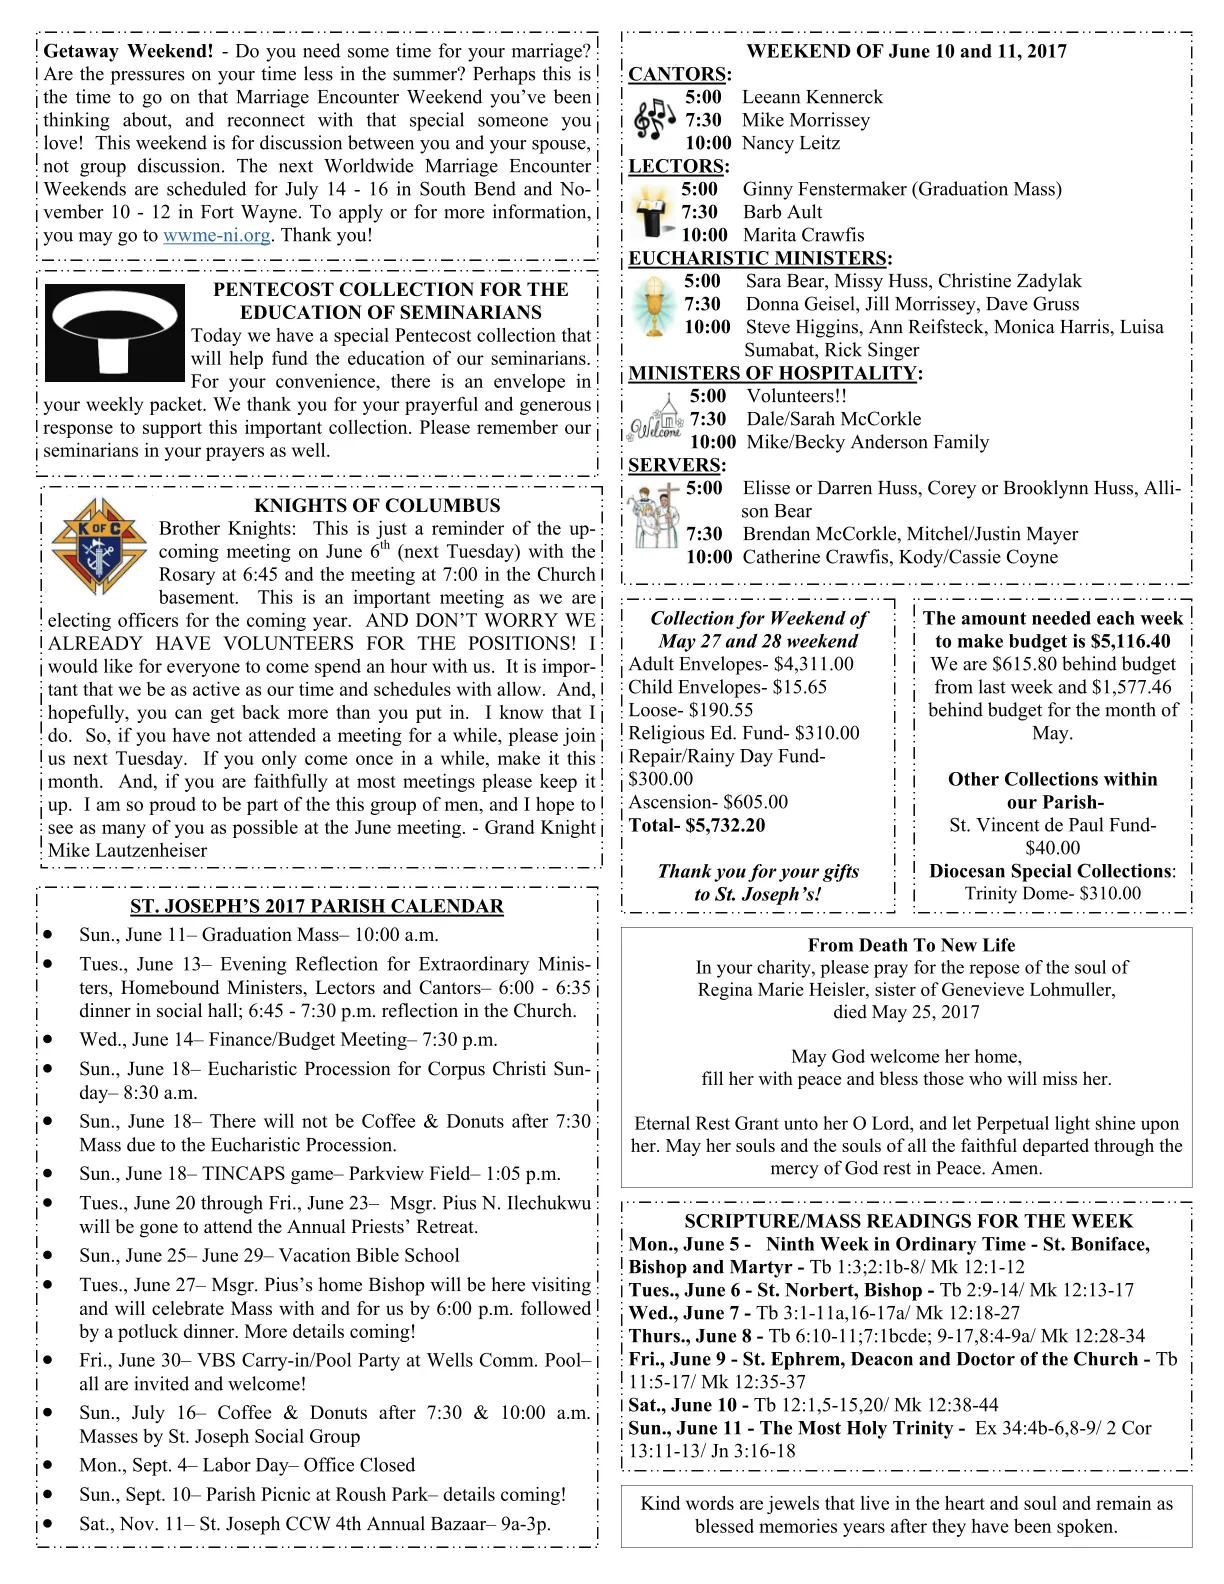 Getaway Weekend! - Do you need some time for your marriage?
Are the pressures on your time less in the summer? Perhaps this is
the time to go on that Marriage Encounter Weekend you've been
thinking about, and reconnect with that special someone you
love! This weekend is for discussion between you and your spouse,
not group discussion. The next Worldwide Marriage Encounter
Weekends are scheduled for July 14 - 16 in South Bend and No-
vember 10 - 12 in Fort Wayne. To apply or for more information,
you may go to wwme-ni.org. Thank you!
PENTECOST COLLECTION FOR THE
EDUCATION OF SEMINARIANS
Today we have a special Pentecost collection that
will help fund the education of our seminarians.
For your convenience, there is an envelope in
your weekly packet. We thank you for your prayerful and generous
response to support this important collection. Please remember our
seminarians in your prayers as well.
K OF C
KNIGHTS OF COLUMBUS
Brother Knights: This is just a reminder of the up-
coming meeting on June 6th (next Tuesday) with the
Rosary at 6:45 and the meeting at 7:00 in the Church
basement. This is an important meeting as we are
electing officers for the coming year. AND DON'T WORRY WE
ALREADY HAVE VOLUNTEERS FOR THE POSITIONS! I
would like for everyone to come spend an hour with us. It is impor-
tant that we be as active as our time and schedules with allow. And,
hopefully, you can get back more than you put in. I know that I
do. So, if you have not attended a meeting for a while, please join
us next Tuesday. If you only come once in a while, make it this
month. And, if you are faithfully at most meetings please keep it
up. I am so proud to be part of the this group of men, and I hope to
see as many of you as possible at the June meeting. - Grand Knight
Mike Lautzenheiser
ST. JOSEPH'S 2017 PARISH CALENDAR
• Sun., June 11– Graduation Mass– 10:00 a.m.
• Tues., June 13– Evening Reflection for Extraordinary Minis-
ters, Homebound Ministers, Lectors and Cantors– 6:00 - 6:35
dinner in social hall; 6:45 - 7:30 p.m. reflection in the Church.
• Wed., June 14– Finance/Budget Meeting– 7:30 p.m.
• Sun., June 18– Eucharistic Procession for Corpus Christi Sun-
day– 8:30 a.m.
• Sun., June 18– There will not be Coffee & Donuts after 7:30
Mass due to the Eucharistic Procession.
• Sun., June 18– TINCAPS game– Parkview Field– 1:05 p.m.
• Tues., June 20 through Fri., June 23– Msgr. Pius N. Ilechukwu
will be gone to attend the Annual Priests' Retreat.
• Sun., June 25– June 29– Vacation Bible School
• Tues., June 27– Msgr. Pius's home Bishop will be here visiting
and will celebrate Mass with and for us by 6:00 p.m. followed
by a potluck dinner. More details coming!
• Fri., June 30– VBS Carry-in/Pool Party at Wells Comm. Pool–
all are invited and welcome!
• Sun., July 16– Coffee & Donuts after 7:30 & 10:00 a.m.
Masses by St. Joseph Social Group
• Mon., Sept. 4– Labor Day– Office Closed
• Sun., Sept. 10– Parish Picnic at Roush Park– details coming!
• Sat., Nov. 11– St. Joseph CCW 4th Annual Bazaar– 9a-3p.
WEEKEND OF June 10 and 11, 2017
CANTORS:
5:00 Leeann Kennerck
7:30 Mike Morrissey
10:00 Nancy Leitz
LECTORS:
5:00 Ginny Fenstermaker (Graduation Mass)
7:30 Barb Ault
10:00 Marita Crawfis
EUCHARISTIC MINISTERS:
5:00 Sara Bear, Missy Huss, Christine Zadylak
7:30 Donna Geisel, Jill Morrissey, Dave Gruss
10:00 Steve Higgins, Ann Reifsteck, Monica Harris, Luisa
Sumabat, Rick Singer
MINISTERS OF HOSPITALITY:
Welcome
5:00 Volunteers!!
7:30 Dale/Sarah McCorkle
10:00 Mike/Becky Anderson Family
SERVERS:
5:00 Elisse or Darren Huss, Corey or Brooklynn Huss, Alli-
son Bear
7:30 Brendan McCorkle, Mitchel/Justin Mayer
10:00 Catherine Crawfis, Kody/Cassie Coyne
Collection for Weekend of
May 27 and 28 weekend
Adult Envelopes- $4,311.00
Child Envelopes- $15.65
Loose- $190.55
Religious Ed. Fund- $310.00
Repair/Rainy Day Fund-
$300.00
Ascension- $605.00
Total- $5,732.20
Thank you for your gifts
to St. Joseph's!
The amount needed each week
to make budget is $5,116.40
We are $615.80 behind budget
from last week and $1,577.46
behind budget for the month of
May.
Other Collections within
our Parish-
St. Vincent de Paul Fund-
$40.00
Diocesan Special Collections:
Trinity Dome- $310.00
From Death To New Life
In your charity, please pray for the repose of the soul of
Regina Marie Heisler, sister of Genevieve Lohmuller,
died May 25, 2017
May God welcome her home,
fill her with peace and bless those who will miss her.
Eternal Rest Grant unto her O Lord, and let Perpetual light shine upon
her. May her souls and the souls of all the faithful departed through the
mercy of God rest in Peace. Amen.
SCRIPTURE/MASS READINGS FOR THE WEEK
Mon., June 5 - Ninth Week in Ordinary Time - St. Boniface,
Bishop and Martyr - Tb 1:3;2:1b-8/ Mk 12:1-12
Tues., June 6 - St. Norbert, Bishop - Tb 2:9-14/ Mk 12:13-17
Wed., June 7 - Tb 3:1-11a,16-17a/ Mk 12:18-27
Thurs., June 8 - Tb 6:10-11;7:1bcde; 9-17,8:4-9a/ Mk 12:28-34
Fri., June 9 - St. Ephrem, Deacon and Doctor of the Church - Tb
11:5-17/ Mk 12:35-37
Sat., June 10 - Tb 12:1,5-15,20/ Mk 12:38-44
Sun., June 11 - The Most Holy Trinity - Ex 34:4b-6,8-9/ 2 Cor
13:11-13/ Jn 3:16-18
Kind words are jewels that live in the heart and soul and remain as
blessed memories years after they have been spoken.